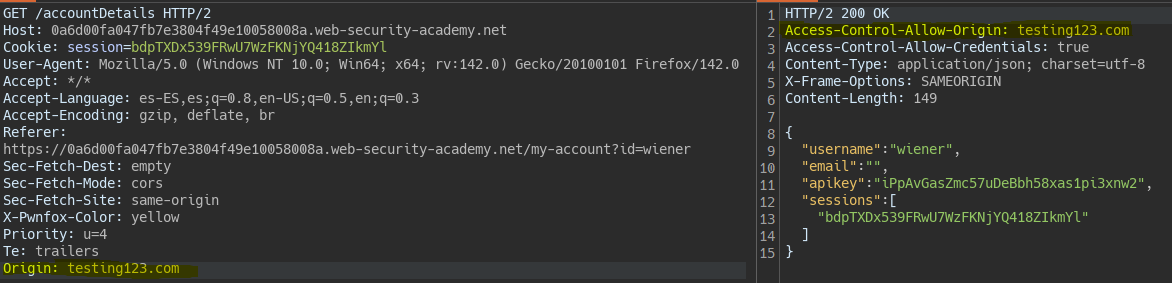 GET /accountDetails HTTP/2
Host: 0a6d00fa047fb7e3804f49e10058008a.web-security-academy.net
Cookie: session=bdpTXDx539FRwU7WzFKNjYQ418ZIkmYl
User-Agent: Mozilla/5.0 (Windows NT 10.0; Win64; x64; rv:142.0) Gecko/20100101 Firefox/142.0
Accept: */*
Accept-Language: es-ES,es;q=0.8,en-US;q=0.5,en;q=0.3
Accept-Encoding: gzip, deflate, br
Referer:
https://0a6d00fa047fb7e3804f49e10058008a.web-security-academy.net/my-account?id=wiener
Sec-Fetch-Dest: empty
Sec-Fetch-Mode: cors
Sec-Fetch-Site: same-origin
X-Pwnfox-Color: yellow
Priority: u=4
Te: trailers
Origin: testing123.com
1 HTTP/2 200 OK
2 Access-Control-Allow-Origin: testing123.com
3 Access-Control-Allow-Credentials: true
4 Content-Type: application/json; charset=utf-8
5 X-Frame-Options: SAMEORIGIN
6 Content-Length: 149
7
8 {
9 "username":"wiener",
10 "email":"",
11 "apikey":"iPpAvGasZmc57uDeBbh58xas1pi3xnw2",
12 "sessions":[
13 "bdpTXDx539FRwU7WzFKNjYQ418ZIkmYl"
14 ]
15 }